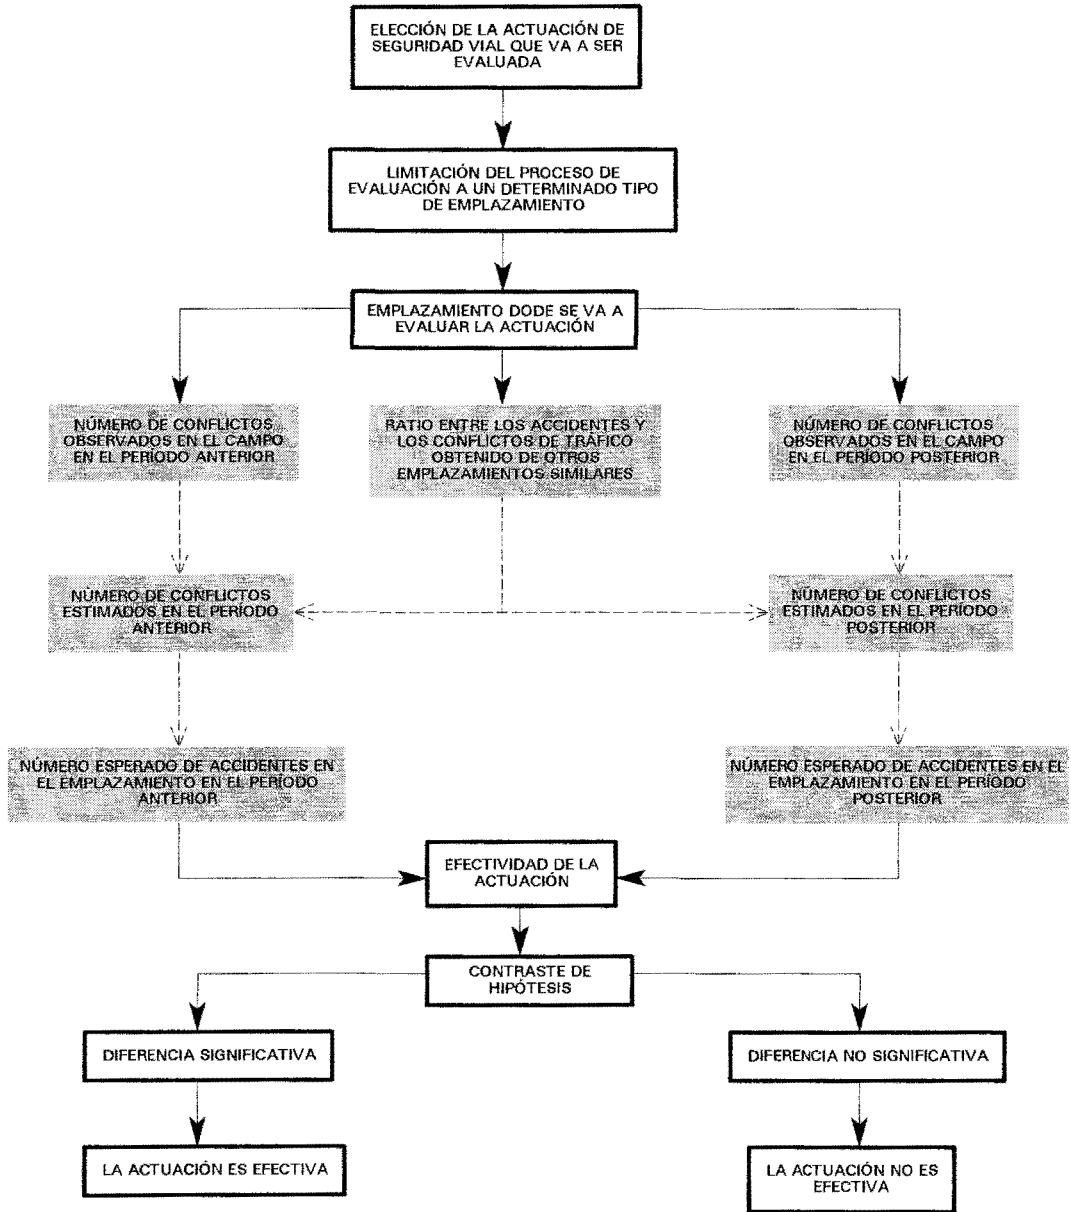 ELECCIÓN DE LA ACTUACIÓN DE
SEGURIDAD VIAL QUE VA A SER
EVALUADA
LIMITACIÓN DEL PROCESO DE
EVALUACIÓN A UN DETERMINADO TIPO
DE EMPLAZAMIENTO
EMPLAZAMIENTO DODE SE VA A
EVALUAR LA ACTUACIÓN
NÚMERO DE CONFLICTOS
OBSERVADOS EN EL CAMPO
EN EL PERÍODO ANTERIOR
RATIO ENTRE LOS ACCIDENTES Y
LOS CONFLICTOS DE TRÁFICO
OBTENIDO DE OTROS
EMPLAZAMIENTOS SIMILARES
NÚMERO DE CONFLICTOS
OBSERVADOS EN EL CAMPO
EN EL PERÍODO POSTERIOR
NÚMERO DE CONFLICTOS
ESTIMADOS EN EL PERÍODO
ANTERIOR
NÚMERO DE CONFLICTOS
ESTIMADOS EN EL PERÍODO
POSTERIOR
NÚMERO ESPERADO DE ACCIDENTES EN
EL EMPLAZAMIENTO EN EL PERÍODO
ANTERIOR
NÚMERO ESPERADO DE ACCIDENTES EN EL
EMPLAZAMIENTO EN EL PERÍODO
POSTERIOR
EFECTIVIDAD DE LA
ACTUACIÓN
CONTRASTE DE
HIPÓTESIS
DIFERENCIA SIGNIFICATIVA
DIFERENCIA NO SIGNIFICATIVA
LA ACTUACIÓN ES EFECTIVA
LA ACTUACIÓN NO ES
EFECTIVA